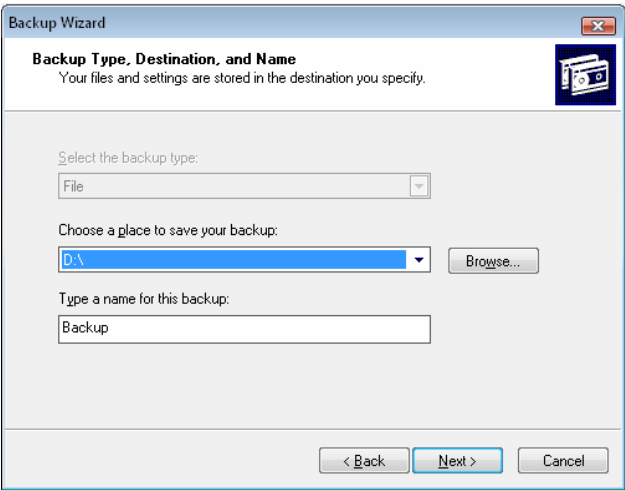 Backup Wizard
Backup Type, Destination, and Name
Your files and settings are stored in the destination you specify.
Select the backup type:
File
Choose a place to save your backup:
D:\
Browse...
Type a name for this backup:
Backup
< Back
Next >
Cancel